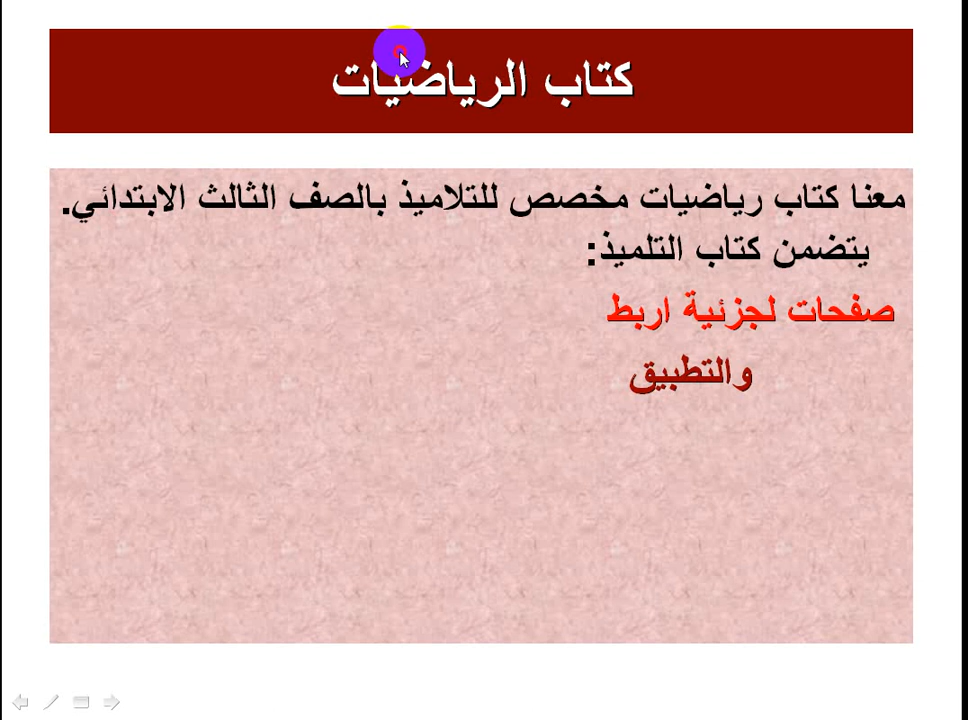 كتاب الرياضيات
معنا كتاب رياضيات مخصص للتلاميذ بالصف الثالث الابتدائي.
يتضمن كتاب التلميذ:
صفحات لجزئية اربط
والتطبيق